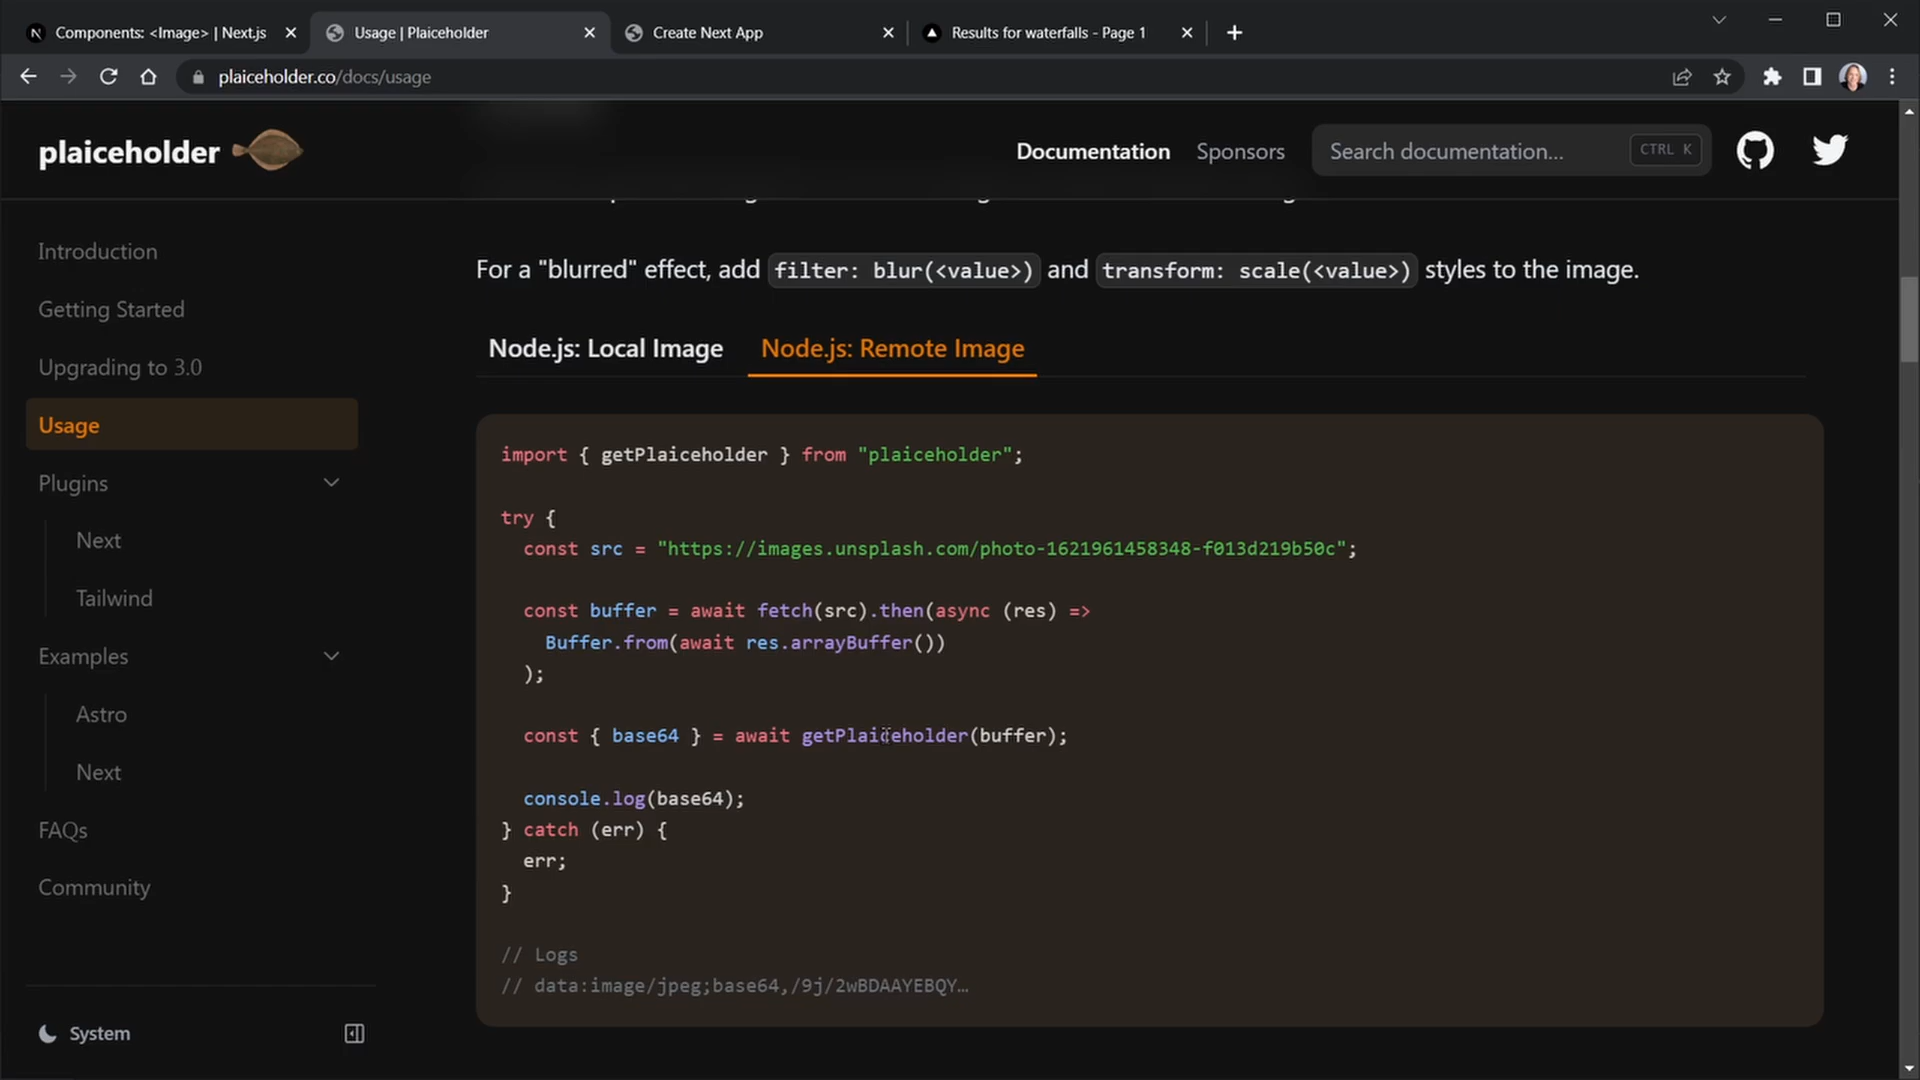 Components: <Image> | Next.js
Usage | Plaiceholder
Create Next App
Results for waterfalls - Page 1
plaiceholder.co/docs/usage
plaiceholder
Documentation
Sponsors
Search documentation...
CTRL K
Introduction
Getting Started
Upgrading to 3.0
Usage
Plugins
Next
Tailwind
Examples
Astro
Next
FAQs
Community
System
For a "blurred" effect, add filter: blur(<value>) and transform: scale(<value>) styles to the image.
Node.js: Local Image
Node.js: Remote Image
import { getPlaiceholder } from "plaiceholder";
try {
const src = "https://images.unsplash.com/photo-1621961458348-f013d219b50c";
const buffer = await fetch(src).then(async (res) =>
Buffer.from(await res.arrayBuffer())
);
const { base64 } = await getPlaiceholder(buffer);
console.log(base64);
} catch (err) {
err;
}
// Logs
// data:image/jpeg;base64,/9j/2wBDAAYEBQY…